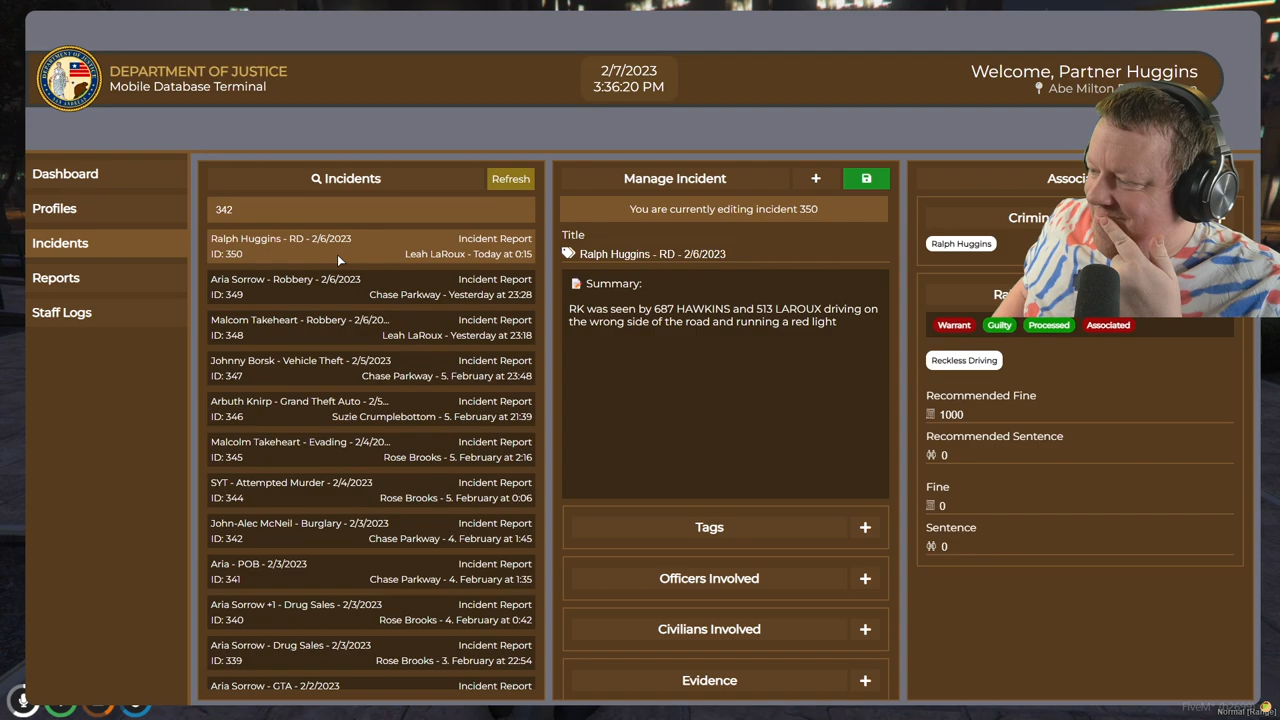 DEPARTMENT OF JUSTICE
Mobile Database Terminal
2/7/2023
3:36:20 PM
Welcome, Partner Huggins
Abe Milton
Dashboard
Profiles
Incidents
Reports
Staff Logs
Incidents
Refresh
342
Ralph Huggins - RD - 2/6/2023 Incident Report
ID: 350 Leah LaRoux - Today at 0:15
Aria Sorrow - Robbery - 2/6/2023 Incident Report
ID: 349 Chase Parkway - Yesterday at 23:28
Malcom Takeheart - Robbery - 2/6/20... Incident Report
ID: 348 Leah LaRoux - Yesterday at 23:18
Johnny Borsk - Vehicle Theft - 2/5/2023 Incident Report
ID: 347 Chase Parkway - 5. February at 23:48
Arbuth Knirp - Grand Theft Auto - 2/5... Incident Report
ID: 346 Suzie Crumplebottom - 5. February at 21:39
Malcolm Takeheart - Evading - 2/4/20... Incident Report
ID: 345 Rose Brooks - 5. February at 2:16
SYT - Attempted Murder - 2/4/2023 Incident Report
ID: 344 Rose Brooks - 5. February at 0:06
John-Alec McNeil - Burglary - 2/3/2023 Incident Report
ID: 342 Chase Parkway - 4. February at 1:45
Aria - POB - 2/3/2023 Incident Report
ID: 341 Chase Parkway - 4. February at 1:35
Aria Sorrow +1 - Drug Sales - 2/3/2023 Incident Report
ID: 340 Rose Brooks - 4. February at 0:42
Aria Sorrow - Drug Sales - 2/3/2023 Incident Report
ID: 339 Rose Brooks - 3. February at 22:54
Aria Sorrow - GTA - 2/2/2023 Incident Report
Manage Incident
You are currently editing incident 350
Title
Ralph Huggins - RD - 2/6/2023
Summary:
RK was seen by 687 HAWKINS and 513 LAROUX driving on
the wrong side of the road and running a red light
Tags
Officers Involved
Civilians Involved
Evidence
Ralph Huggins
Warrant Guilty Processed Associated
Reckless Driving
Recommended Fine
1000
Recommended Sentence
0
Fine
0
Sentence
0
Normal [Range]